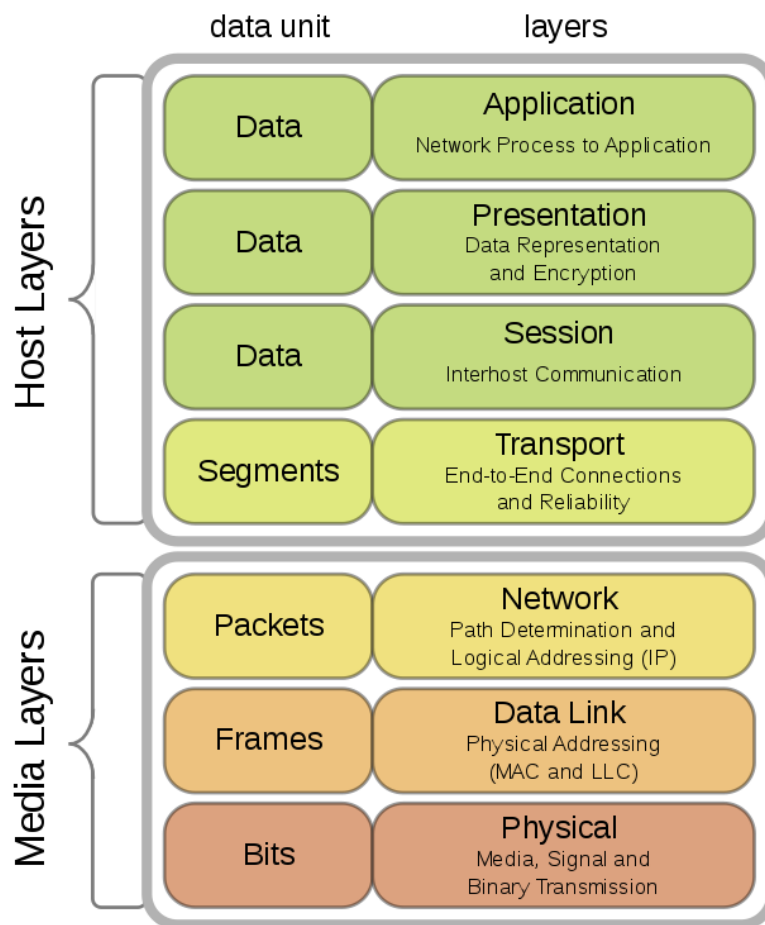 data unit
layers
Host Layers
Data
Application
Network Process to Application
Data
Presentation
Data Representation
and Encryption
Data
Session
Interhost Communication
Segments
Transport
End-to-End Connections
and Reliability
Media Layers
Packets
Network
Path Determination and
Logical Addressing (IP)
Frames
Data Link
Physical Addressing
(MAC and LLC)
Bits
Physical
Media, Signal and
Binary Transmission